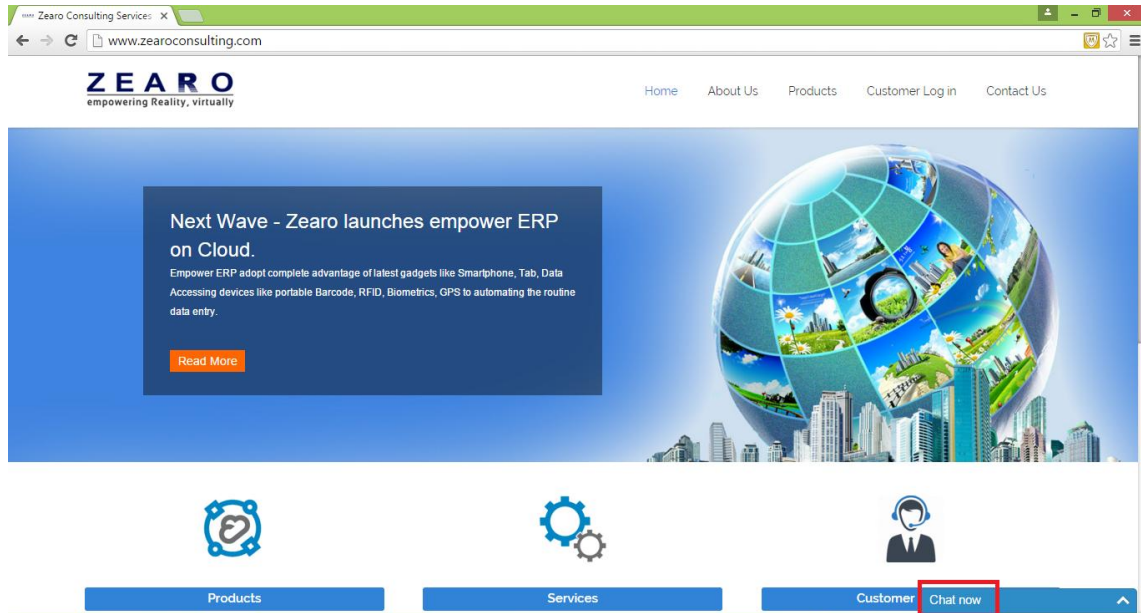 Zearo Consulting Services
www.zearoconsulting.com
ZEARO
empowering Reality, virtually
Home About Us Products Customer Log in Contact Us
Next Wave - Zearo launches empower ERP
on Cloud.
Empower ERP adopt complete advantage of latest gadgets like Smartphone, Tab, Data
Accessing devices like portable Barcode, RFID, Biometrics, GPS to automating the routine
data entry.
Read More
Products Services Customer
Chat now